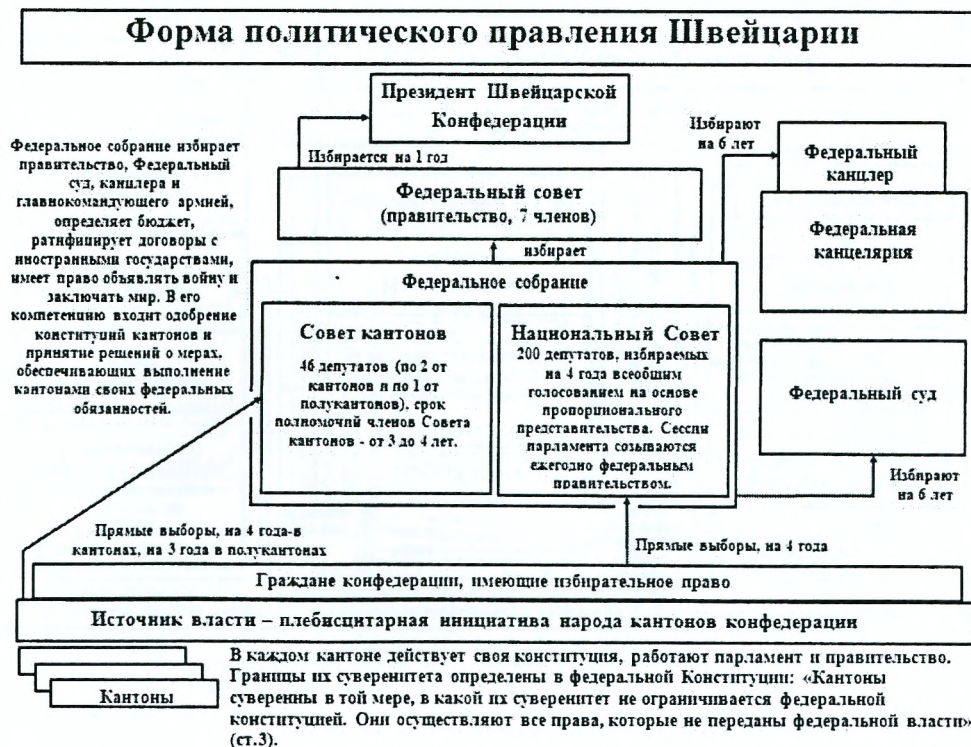 Форма политического правления Швейцарии
Президент Швейцарской
Конфедерации
Избирают
на 6 лет
Федеральное собрание избирает
правительство, Федеральный
суд, канцлера и
главнокомандующего армией,
определяет бюджет,
ратифицирует договоры с
иностранными государствами,
имеет право объявлять войну и
заключать мир. В его
компетенцию входит одобрение
конституций кантонов и
принятие решений о мерах,
обеспечивающих выполнение
кантонами своих федеральных
обязанностей.
Избирается на 1 год
Федеральный совет
(правительство, 7 членов)
Федеральный
канцлер
Федеральная
канцелярия
избирает
Федеральное собрание
Совет кантонов
46 депутатов (по 2 от
кантонов и по 1 от
полукантонов), срок
полномочий членов Совета
кантонов - от 3 до 4 лет.
Национальный Совет
200 депутатов, избираемых
на 4 года всеобщим
голосованием на основе
пропорционального
представительства. Сессии
парламента созываются
ежегодно федеральным
правительством.
Федеральный суд
Избирают
на 6 лет
Прямые выборы, на 4 года-в
кантонах, на 3 года в полукантонах
Прямые выборы, на 4 года
Граждане конфедерации, имеющие избирательное право
Источник власти – плебисцитарная инициатива народа кантонов конфедерации
Кантоны
В каждом кантоне действует своя конституция, работают парламент и правительство.
Границы их суверенитета определены в федеральной Конституции: «Кантоны
суверенны в той мере, в какой их суверенитет не ограничивается федеральной
конституцией. Они осуществляют все права, которые не переданы федеральной власти»
(ст.3).